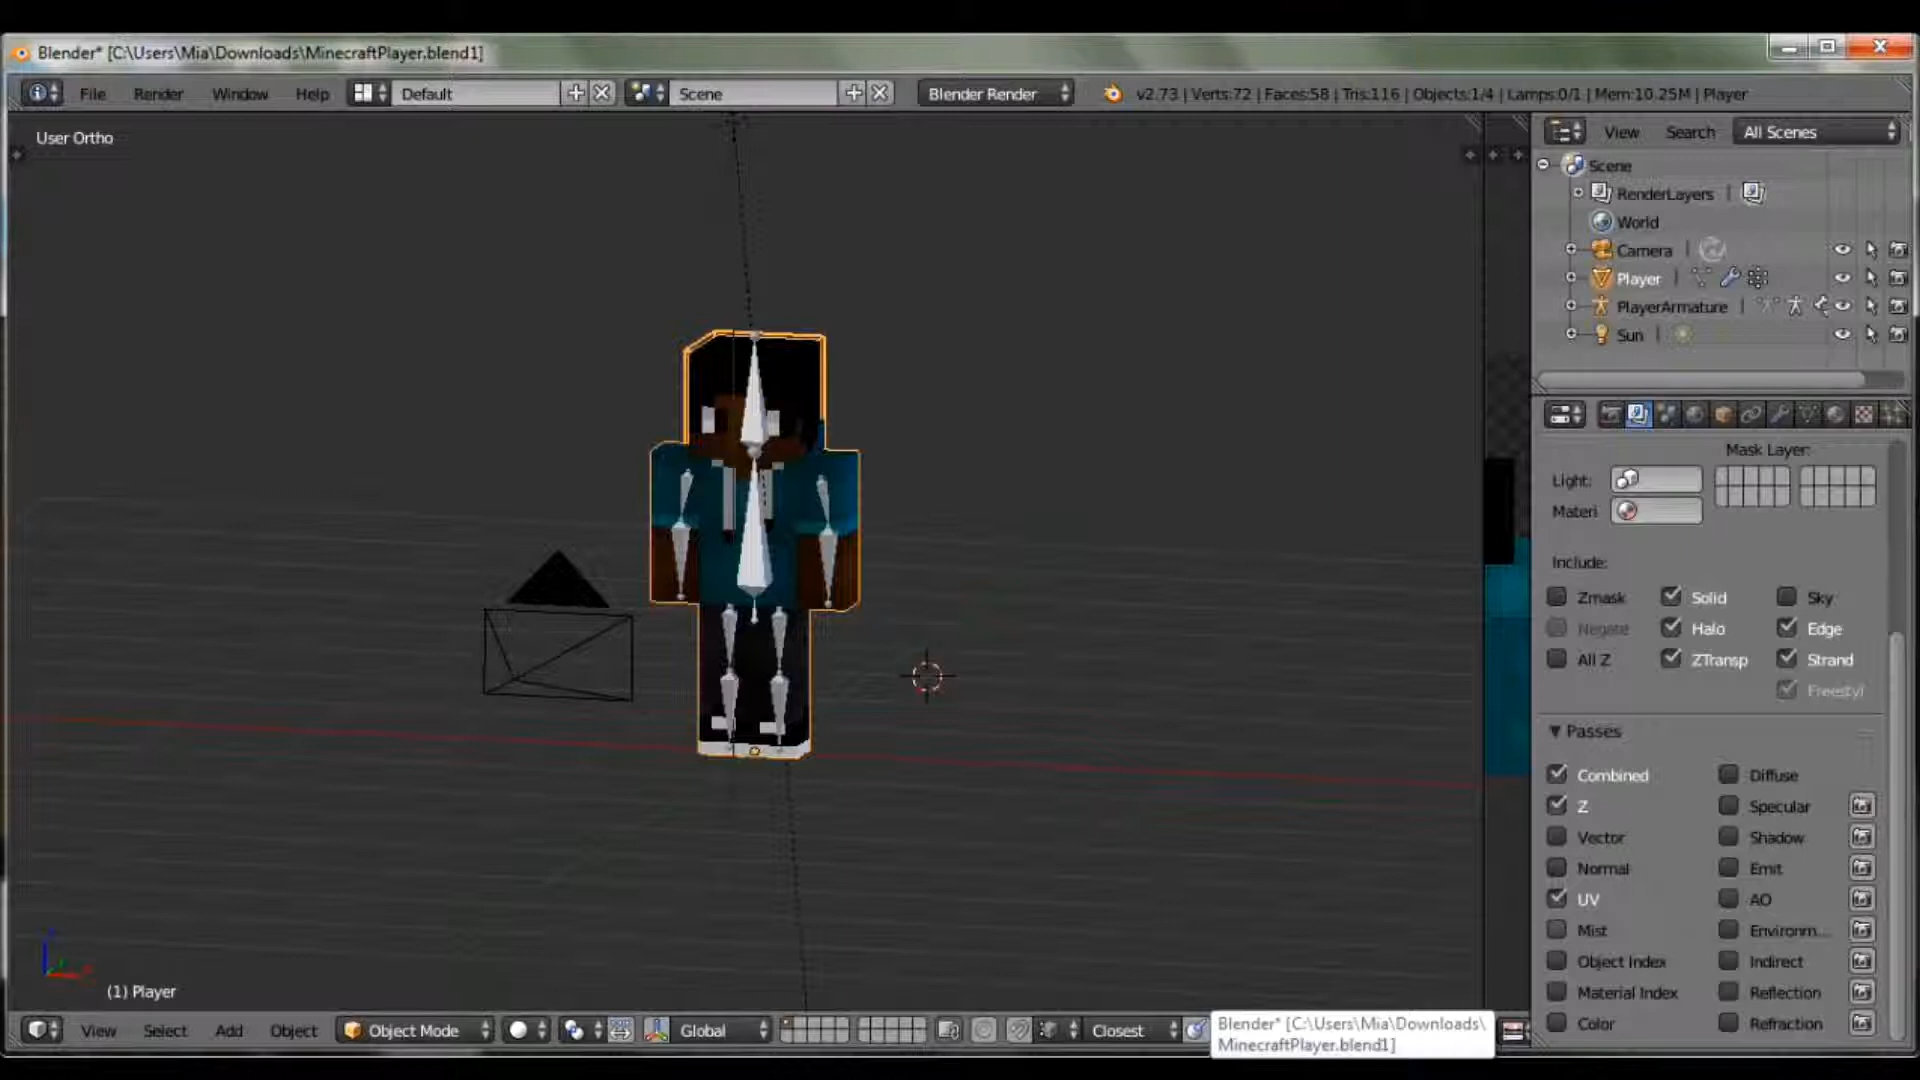 Blender* [C:\Users\Mia\Downloads\MinecraftPlayer.blend1]
File Render Window Help Default Scene Blender Render v2.73 | Verts:72 | Faces:58 | Tris:116 | Objects:1/4 | Lamps:0/1 | Mem:10.25M | Player
User Ortho
View Search All Scenes
Scene
RenderLayers |
World
Camera |
Player |
PlayerArmature |
Sun |
Mask Layer:
Light:
Materi
Include:
Zmask Solid Sky
Negate Halo Edge
All Z ZTransp Strand
Freestyl
Passes
Combined Diffuse
Z Specular
Vector Shadow
Normal Emit
UV AO
Mist Environm...
Object Index Indirect
Material Index Reflection
Color Refraction
(1) Player
View Select Add Object Object Mode Global Closest
Blender* [C:\Users\Mia\Downloads\
MinecraftPlayer.blend1]